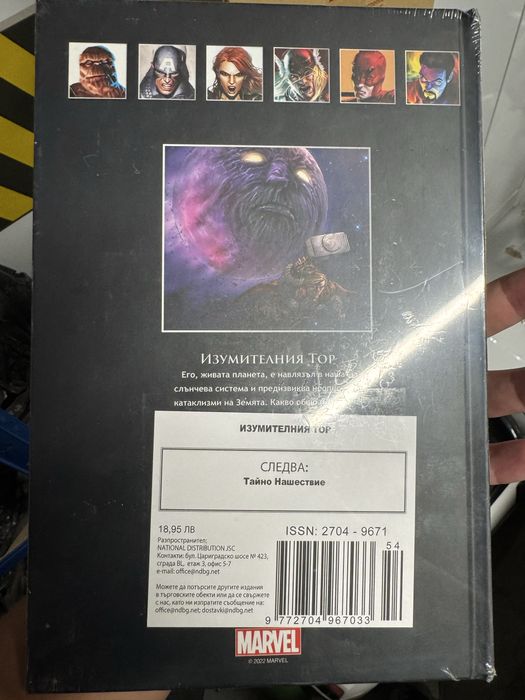 Изумителния Тор
Его, живата планета, е навлязъл в наша
слънчева система и предизвиква
катаклизми на Земята. Какво
ИЗУМИТЕЛНИЯ ТОР
СЛЕДВА:
Тайно Нашествие
18,95 ЛВ
Разпространител:
NATIONAL DISTRIBUTION JSC
Контакти: бул. Цариградско шосе № 423,
сграда BL, етаж 3, офис 5-7
e-mail: office@ndbg.net
Можете да потърсите другите издания
в търговските обекти или да се свържете
с нас, като ни изпратите съобщение на:
office@ndbg.net; dostavki@ndbg.net
ISSN: 2704 - 9671
54
9 772704 967033
MARVEL
© 2022 MARVEL